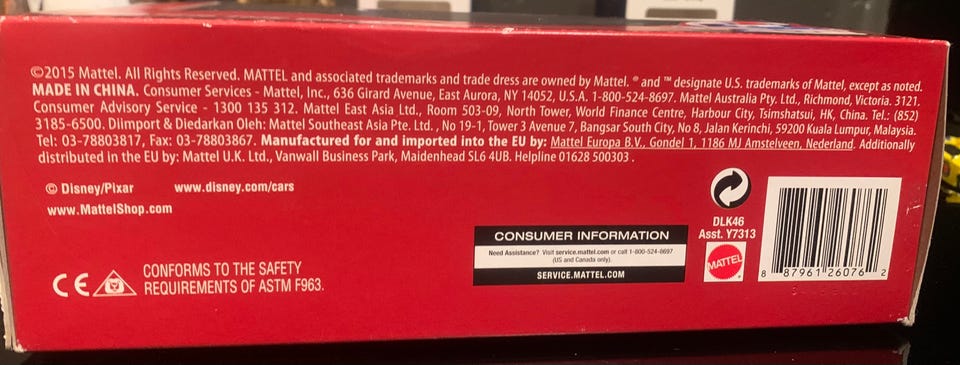 ©2015 Mattel. All Rights Reserved. MATTEL and associated trademarks and trade dress are owned by Mattel. ® and ™ designate U.S. trademarks of Mattel, except as noted.
MADE IN CHINA. Consumer Services - Mattel, Inc., 636 Girard Avenue, East Aurora, NY 14052, U.S.A. 1-800-524-8697. Mattel Australia Pty. Ltd., Richmond, Victoria. 3121.
Consumer Advisory Service - 1300 135 312. Mattel East Asia Ltd., Room 503-09, North Tower, World Finance Centre, Harbour City, Tsimshatsui, HK, China. Tel.: (852)
3185-6500. Diimport & Diedarkan Oleh: Mattel Southeast Asia Pte. Ltd. , No 19-1, Tower 3 Avenue 7, Bangsar South City, No 8, Jalan Kerinchi, 59200 Kuala Lumpur, Malaysia.
Tel: 03-78803817, Fax: 03-78803867. Manufactured for and imported into the EU by: Mattel Europa B.V., Gondel 1, 1186 MJ Amstelveen, Nederland. Additionally
distributed in the EU by: Mattel U.K. Ltd., Vanwall Business Park, Maidenhead SL6 4UB. Helpline 01628 500303 .
© Disney/Pixar www.disney.com/cars
www.MattelShop.com
CE
CONFORMS TO THE SAFETY
REQUIREMENTS OF ASTM F963.
CONSUMER INFORMATION
Need Assistance? Visit service.mattel.com or call 1-800-524-8697
(US and Canada only).
SERVICE.MATTEL.COM
DLK46
Asst. Y7313
MATTEL
8 87961 26076 2